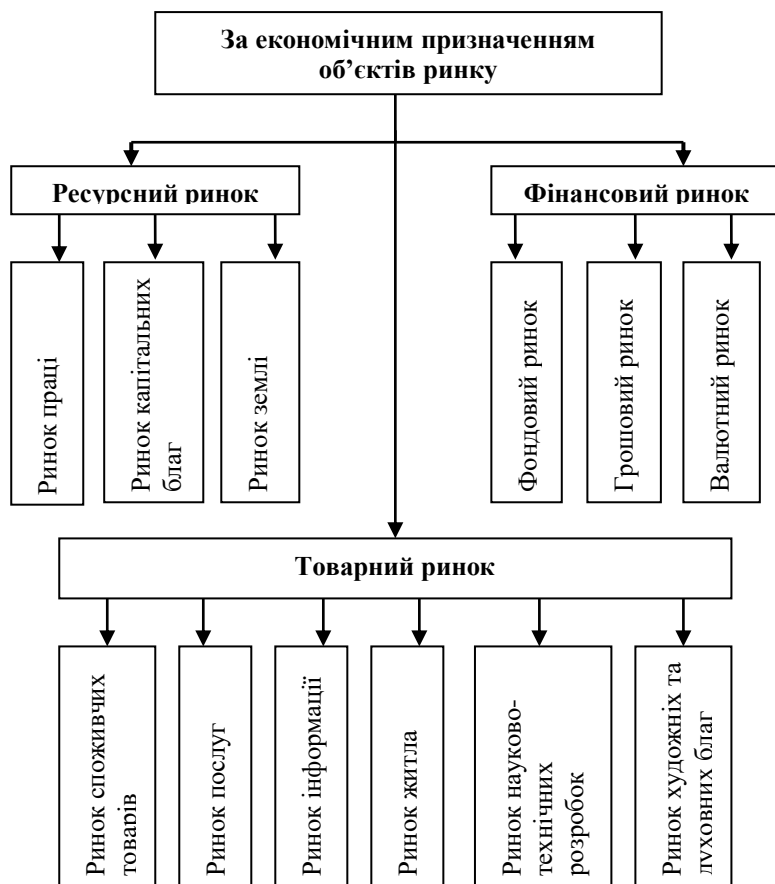 За економічним призначенням
об’єктів ринку
Ресурсний ринок
Фінансовий ринок
Ринок праці
Ринок капітальних
благ
Ринок землі
Фондовий ринок
Грошовий ринок
Валютний ринок
Товарний ринок
Ринок споживчих
товарів
Ринок послуг
Ринок інформації
Ринок житла
Ринок науково-
технічних
розробок
Ринок художніх та
духовних благ